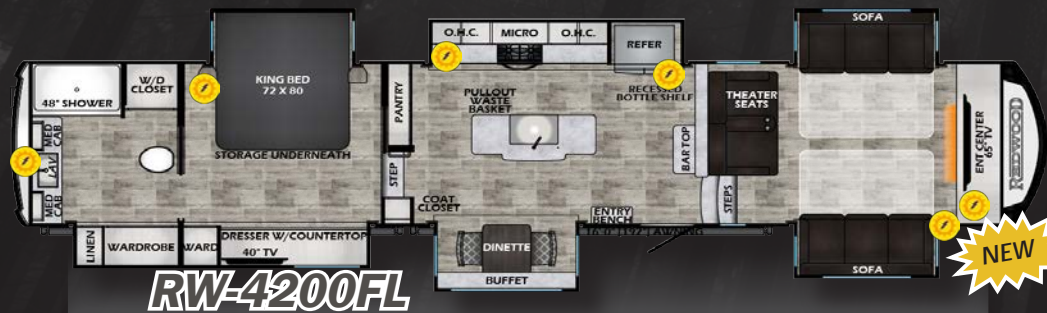 O.H.C.
MICRO
O.H.C.
REFER
SOFA
W/D
CLOSET
KING BED
72 X 80
48" SHOWER
PANTRY
PULLOUT
WASTE
BASKET
RECESSED
BOTTLE SHELF
THEATER
SEATS
MED
CAB
LAV
MED
CAB
STORAGE UNDERNEATH
STEP
BAR TOP
ENT CENTER
65" TV
REDWOOD
COAT
CLOSET
ENTRY
BENCH
STEPS
LINEN
WARDROBE
WARD
DRESSER W/COUNTERTOP
40" TV
DINETTE
BUFFET
SOFA
NEW
RW-4200FL